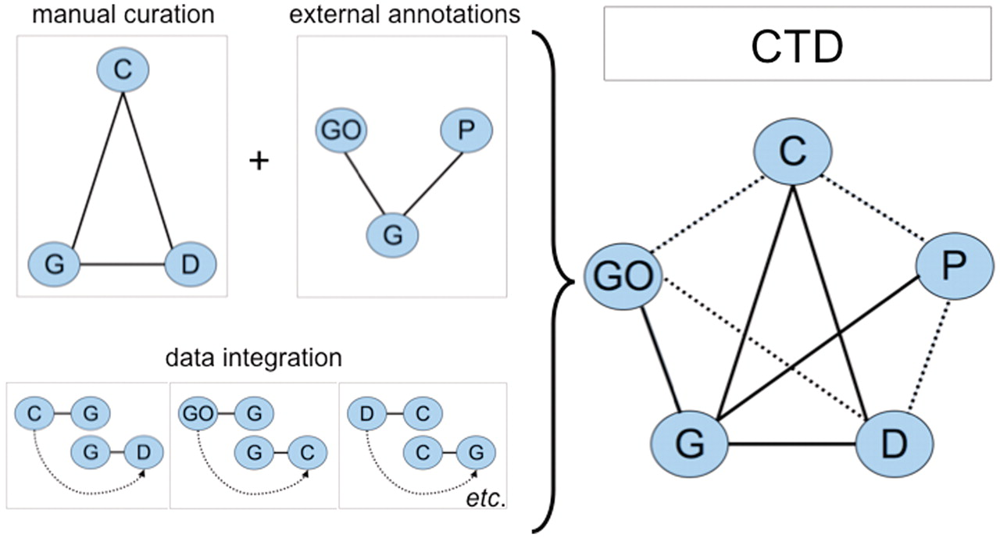 manual curation
external annotations
C
G
D
+
GO
P
G
data integration
C G
G D
GO G
G C
D C
C G
etc.
CTD
C
GO
P
G
D